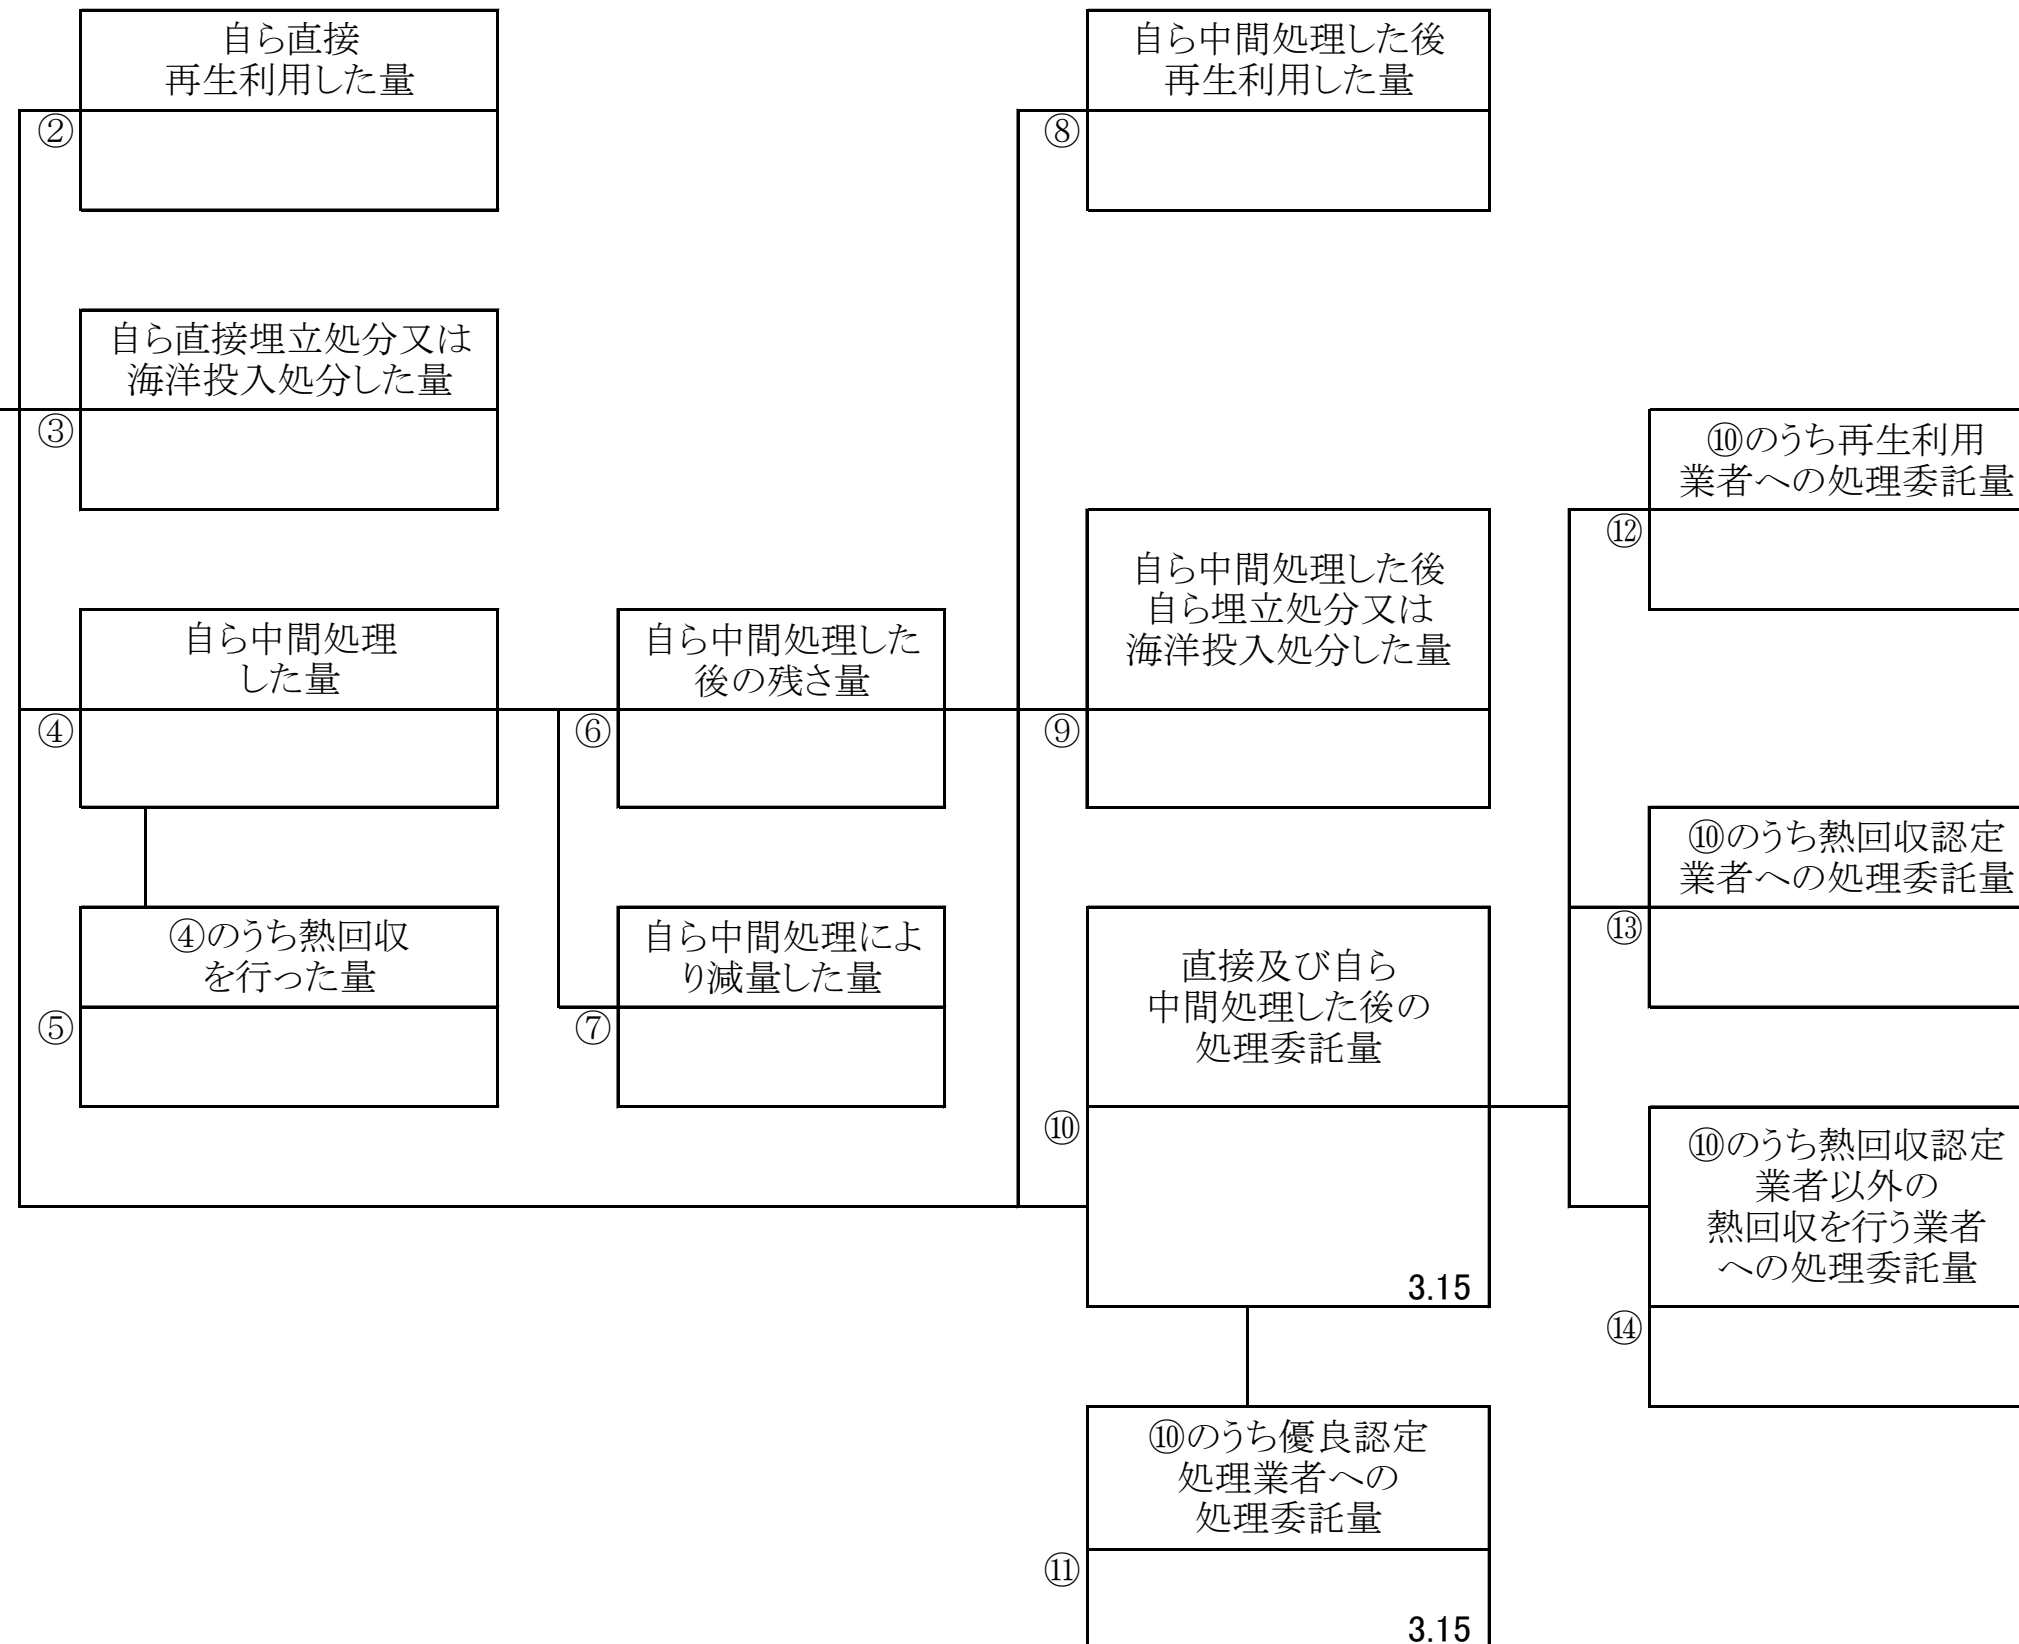 自ら直接
再生利用した量
②
自ら直接埋立処分又は
海洋投入処分した量
③
自ら中間処理
した量
④
④のうち熱回収
を行った量
⑤
自ら中間処理した
後の残さ量
⑥
自ら中間処理によ
り減量した量
⑦
自ら中間処理した後
再生利用した量
⑧
自ら中間処理した後
自ら埋立処分又は
海洋投入処分した量
⑨
直接及び自ら
中間処理した後の
処理委託量
⑩
3.15
⑩のうち優良認定
処理業者への
処理委託量
⑪
3.15
⑩のうち再生利用
業者への処理委託量
⑫
⑩のうち熱回収認定
業者への処理委託量
⑬
⑩のうち熱回収認定
業者以外の
熱回収を行う業者
への処理委託量
⑭